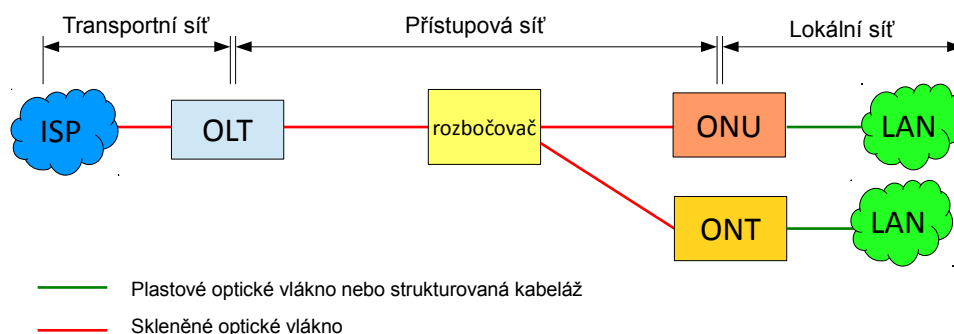 Transportní síť
Přístupová síť
Lokální síť
ISP
OLT
rozbočovač
ONU
LAN
ONT
LAN
Plastové optické vlákno nebo strukturovaná kabeláž
Skleněné optické vlákno